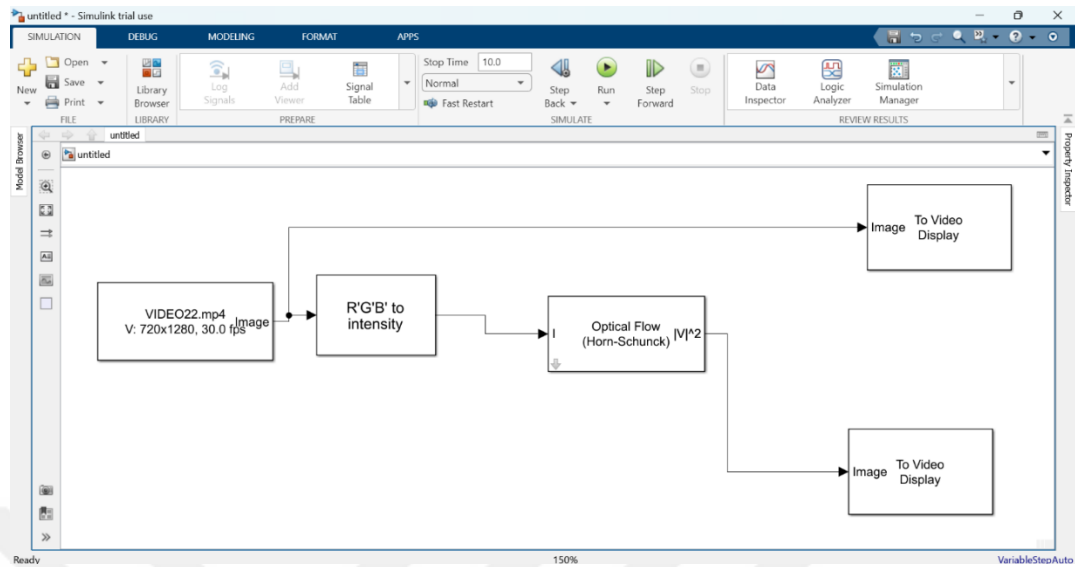 untitled * - Simulink trial use
SIMULATION DEBUG MODELING FORMAT APPS
New
Open
Save
Print
FILE
Library
Browser
LIBRARY
Log
Signals
Add
Viewer
Signal
Table
PREPARE
Stop Time 10.0
Normal
Fast Restart
Step
Back
Run
Step
Forward
Stop
SIMULATE
Data
Inspector
Logic
Analyzer
Simulation
Manager
REVIEW RESULTS
Model Browser
untitled
untitled
Property Inspector
VIDEO22.mp4
V: 720x1280, 30.0 fps
Image
R'G'B' to
intensity
I
Optical Flow
(Horn-Schunck)
|V|^2
Image
To Video
Display
Image
To Video
Display
Ready
150%
VariableStepAuto